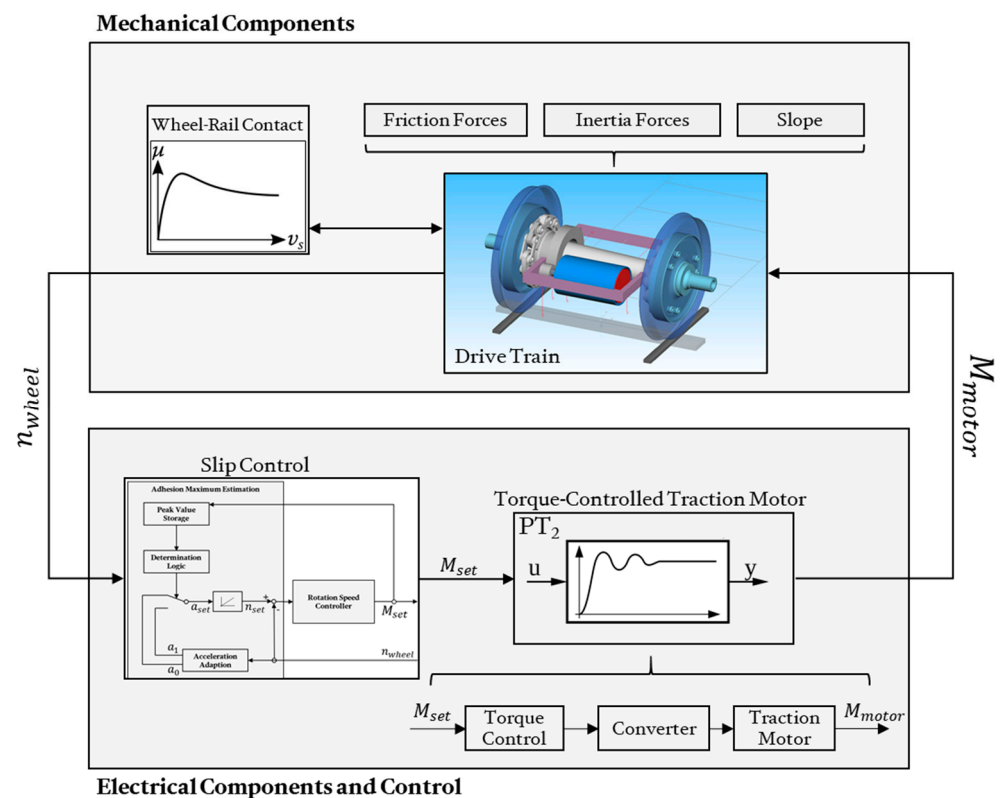 Mechanical Components
Wheel-Rail Contact
μ
v_s
Friction Forces
Inertia Forces
Slope
Drive Train
n_wheel
M_motor
Slip Control
Adhesion Maximum Estimation
Peak Value
Storage
Determination
Logic
a_set
n_set
+
-
Rotation Speed
Controller
M_set
a_1
a_0
Acceleration
Adaption
n_wheel
M_set
Torque-Controlled Traction Motor
PT_2
u
y
M_set
Torque
Control
Converter
Traction
Motor
M_motor
Electrical Components and Control